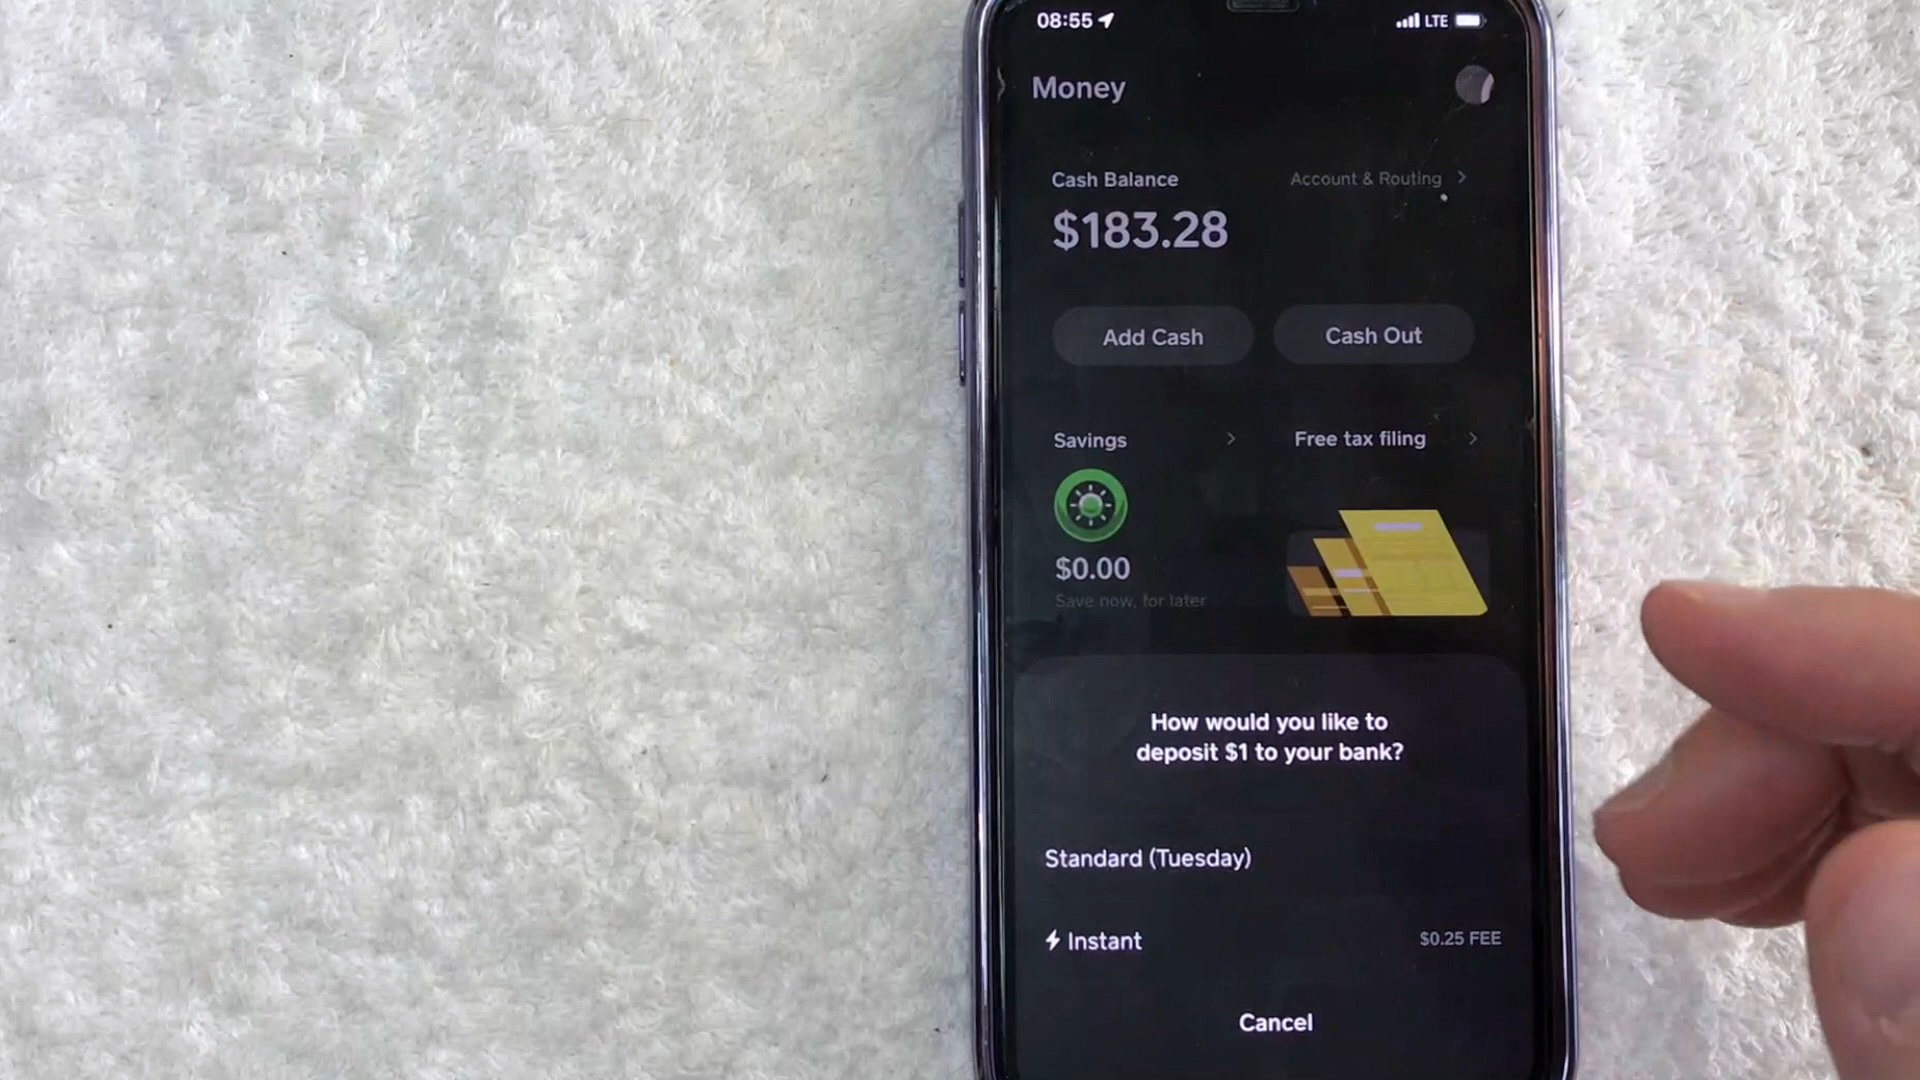 08:55
LTE
Money
Cash Balance
Account & Routing
$183.28
Add Cash
Cash Out
Savings
Free tax filing
$0.00
Save now, for later
How would you like to
deposit $1 to your bank?
Standard (Tuesday)
Instant
$0.25 FEE
Cancel